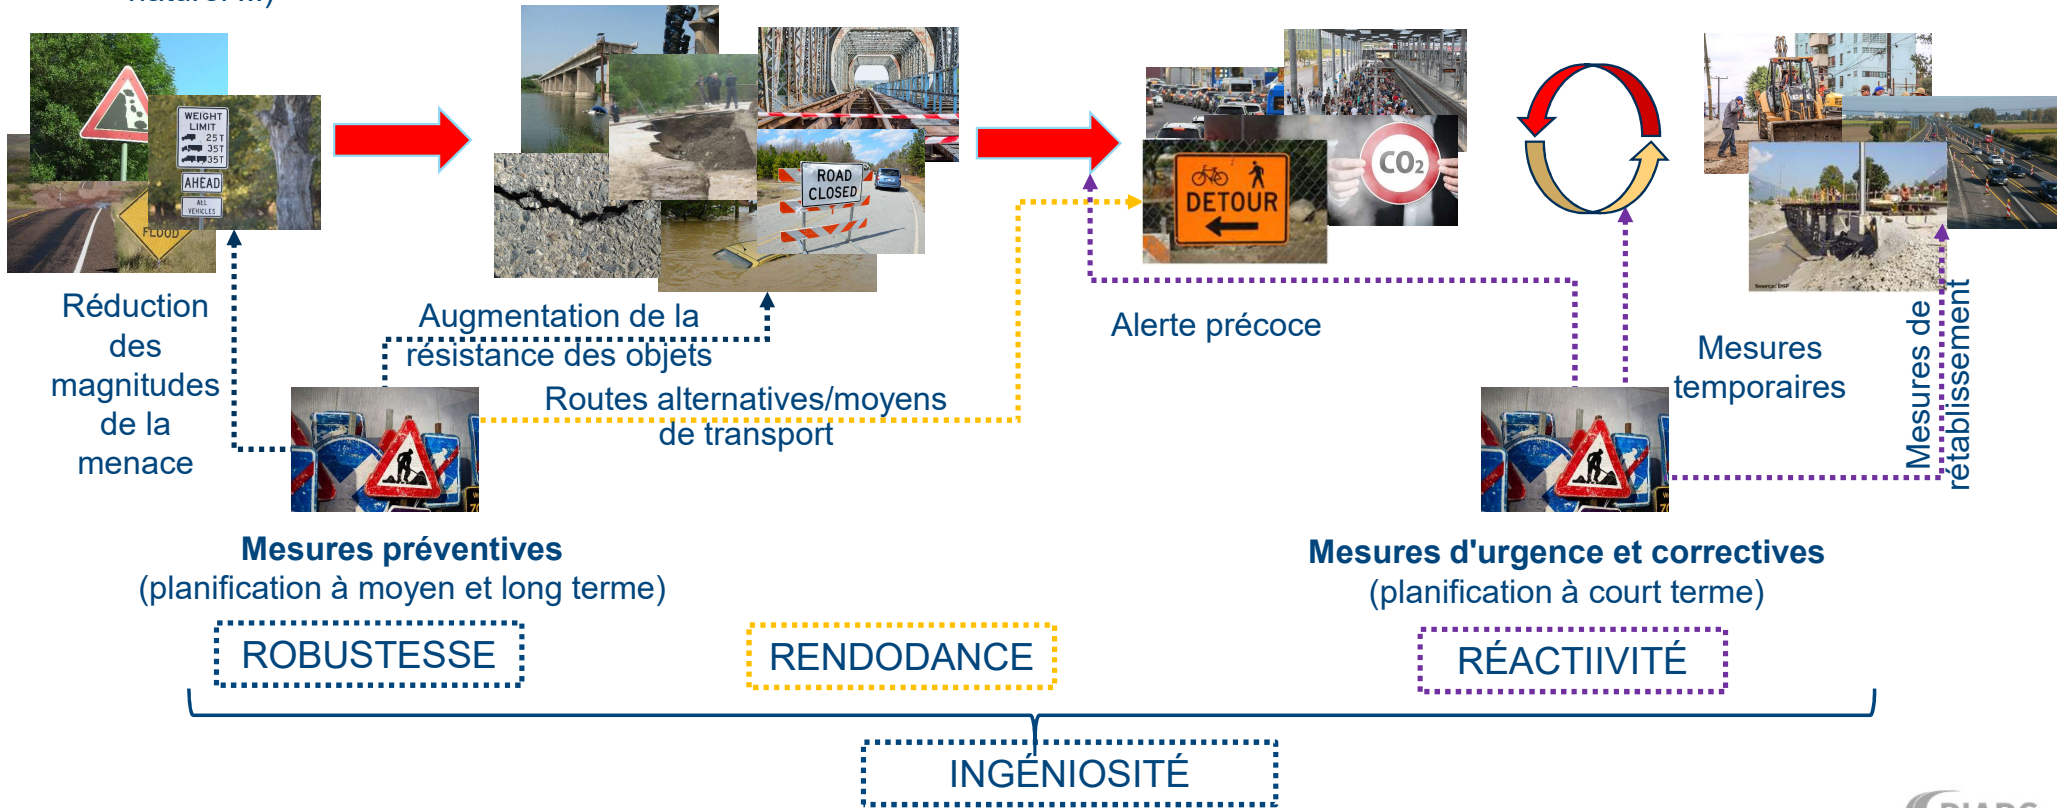 WEIGHT
LIMIT
25T
35T
35T
AHEAD
ALL
VEHICLES
FLOOD
ROAD
CLOSED
DETOUR
CO2
Source: DSF
Réduction
des
magnitudes
de la
menace
Augmentation de la
résistance des objets
Routes alternatives/moyens
de transport
Alerte précoce
Mesures
temporaires
Mesures de
rétablissement
Mesures préventives
(planification à moyen et long terme)
Mesures d'urgence et correctives
(planification à court terme)
ROBUSTESSE
RENDODANCE
RÉACTIIVITÉ
INGÉNIOSITÉ